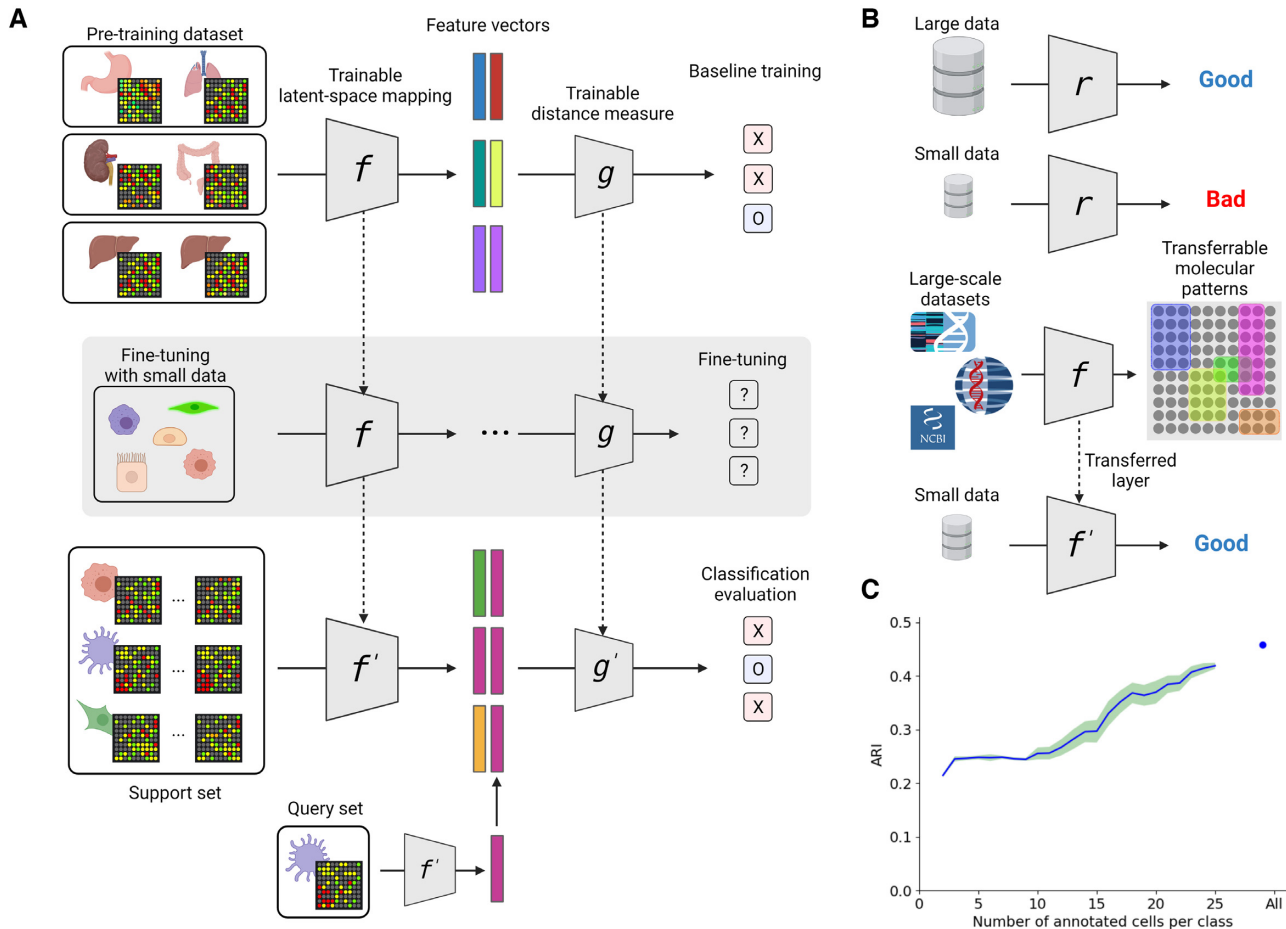 A
Pre-training dataset
Feature vectors
Trainable
latent-space mapping
Trainable
distance measure
Baseline training
f
g
X
X
O
Fine-tuning
with small data
Fine-tuning
f
...
g
?
?
?
Classification
evaluation
...
...
...
f'
g'
X
O
X
Support set
Query set
f'
B
Large data
r
Good
Small data
r
Bad
Large-scale
datasets
Transferrable
molecular
patterns
f
NCBI
Transferred
layer
Small data
f'
Good
C
0.5
0.4
0.3
0.2
0.1
0.0
ARI
0
5
10
15
20
25
All
Number of annotated cells per class